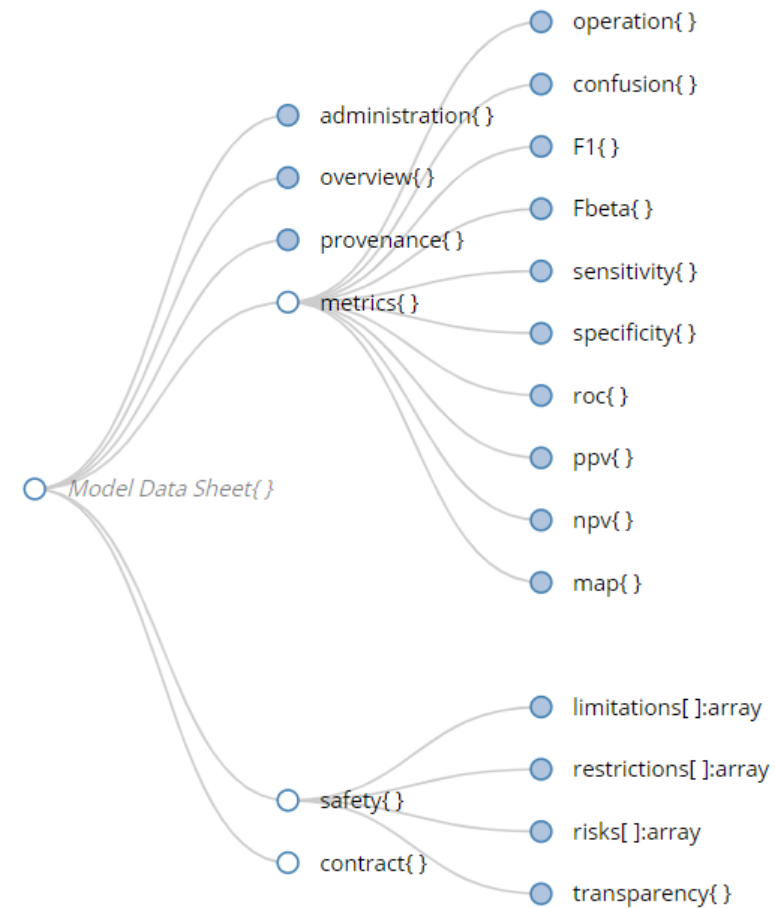 Model Data Sheet{ }
administration{ }
overview{ }
provenance{ }
metrics{ }
operation{ }
confusion{ }
F1{ }
Fbeta{ }
sensitivity{ }
specificity{ }
roc{ }
ppv{ }
npv{ }
map{ }
safety{ }
limitations[ ]:array
restrictions[ ]:array
risks[ ]:array
transparency{ }
contract{ }